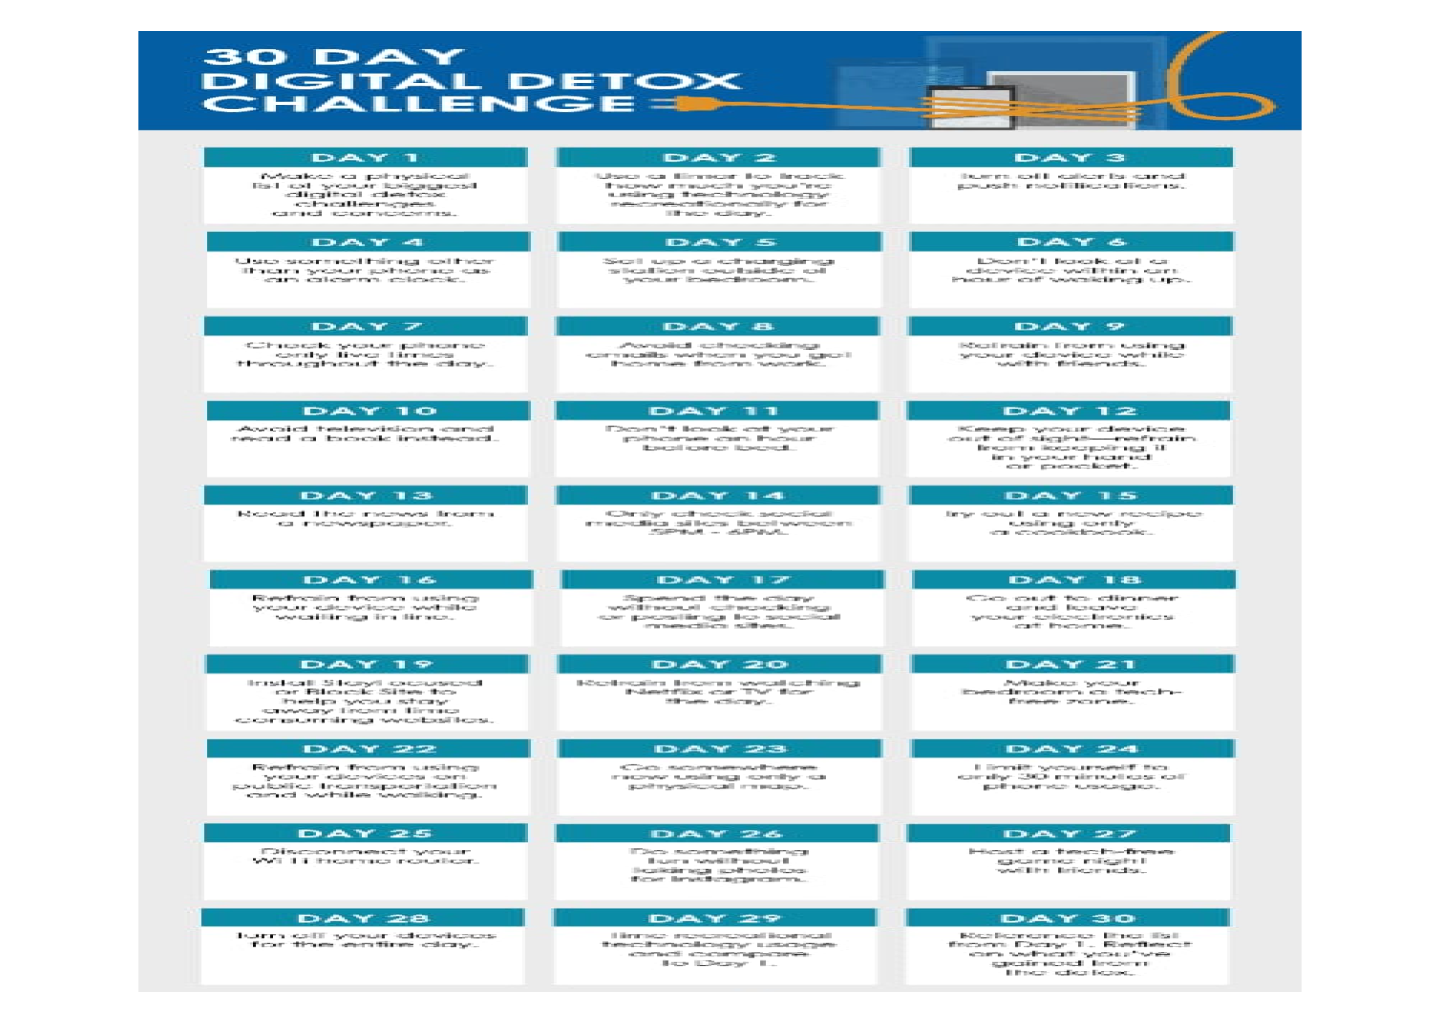 30 DAY
DIGITAL DETOX
CHALLENGE
DAY 1
Make a physical
list of your biggest
digital detox
challenges
and concerns.
DAY 2
Use a timer to track
how much you're
using technology
recreationally for
the day.
DAY 3
Turn off alerts and
push notifications.
DAY 4
Use something other
than your phone as
an alarm clock.
DAY 5
Set up a charging
station outside of
your bedroom.
DAY 6
Don't look at a
device within an
hour of waking up.
DAY 7
Check your phone
only five times
throughout the day.
DAY 8
Avoid checking
emails when you get
home from work.
DAY 9
Refrain from using
your device while
with friends.
DAY 10
Avoid television and
read a book instead.
DAY 11
Don't look at your
phone an hour
before bed.
DAY 12
Keep your device
out of sight—refrain
from keeping it
in your hand
or pocket.
DAY 13
Read the news from
a newspaper.
DAY 14
Only check social
media sites between
5PM - 6PM.
DAY 15
Try out a new recipe
using only
a cookbook.
DAY 16
Refrain from using
your device while
waiting in line.
DAY 17
Spend the day
without checking
or posting to social
media sites.
DAY 18
Go out to dinner
and leave
your electronics
at home.
DAY 19
Install StayFocused
or Block Site to
help you stay
away from time
consuming websites.
DAY 20
Refrain from watching
Netflix or TV for
the day.
DAY 21
Make your
bedroom a tech-
free zone.
DAY 22
Refrain from using
your devices on
public transportation
and while walking.
DAY 23
Go somewhere
new using only a
physical map.
DAY 24
Limit yourself to
only 30 minutes of
phone usage.
DAY 25
Disconnect your
Wi Fi home router.
DAY 26
Do something
fun without
taking photos
for Instagram.
DAY 27
Host a tech-free
game night
with friends.
DAY 28
Turn off your devices
for the entire day.
DAY 29
Time recreational
technology usage
and compare
to Day 1.
DAY 30
Reference the list
from Day 1. Reflect
on what you've
gained from
the detox.